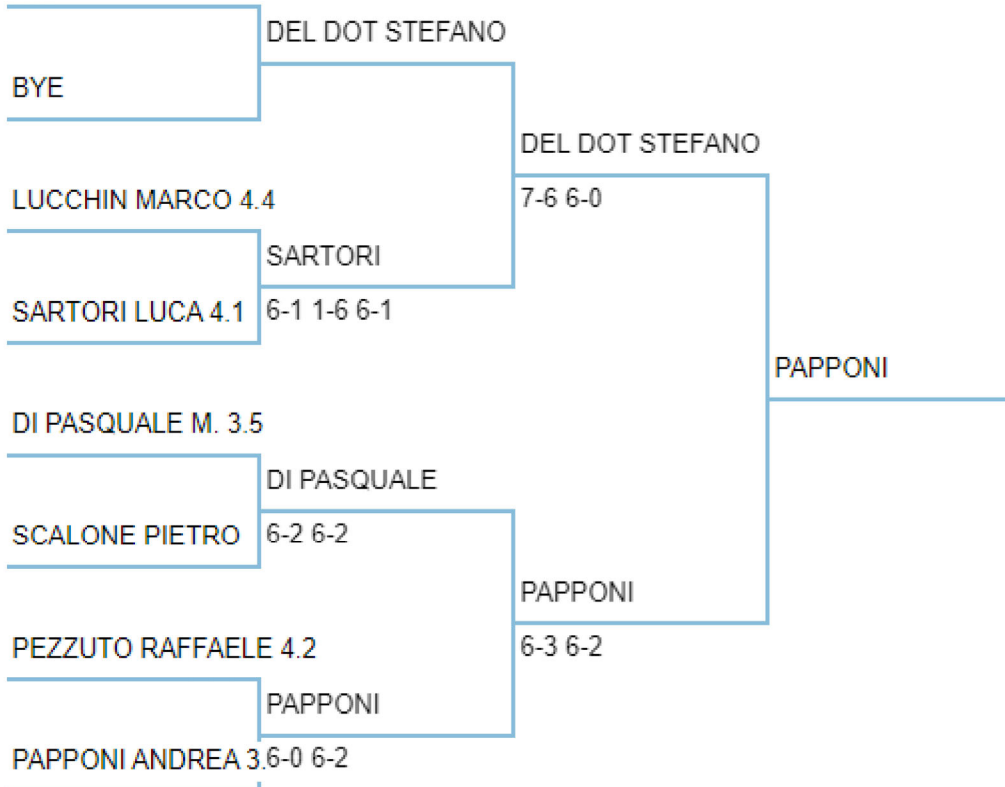 DEL DOT STEFANO
BYE
DEL DOT STEFANO
LUCCHIN MARCO 4.4
7-6 6-0
SARTORI
SARTORI LUCA 4.1
6-1 1-6 6-1
PAPPONI
DI PASQUALE M. 3.5
DI PASQUALE
SCALONE PIETRO
6-2 6-2
PAPPONI
PEZZUTO RAFFAELE 4.2
6-3 6-2
PAPPONI
PAPPONI ANDREA 3.
6-0 6-2